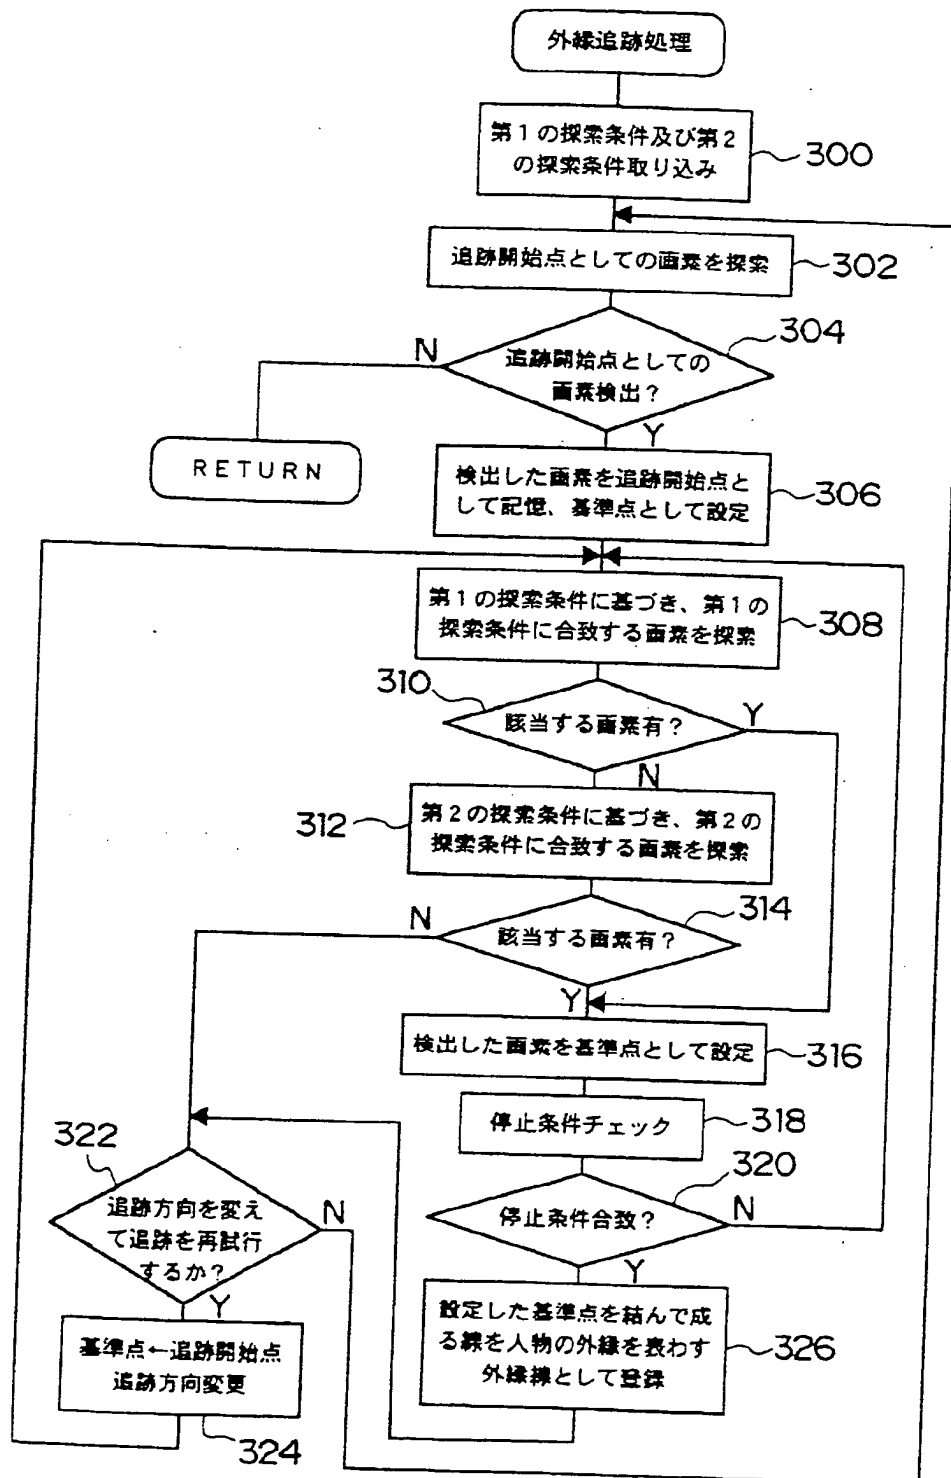 外縁追跡処理
第1の探索条件及び第2
の探索条件取り込み
300
追跡開始点としての画素を探索
302
304
N
追跡開始点としての
画素検出?
Y
RETURN
検出した画素を追跡開始点と
して記憶、基準点として設定
306
第1の探索条件に基づき、第1の
探索条件に合致する画素を探索
308
310
該当する画素有?
Y
N
312
第2の探索条件に基づき、第2の
探索条件に合致する画素を探索
314
N
該当する画素有?
Y
検出した画素を基準点として設定
316
停止条件チェック
318
320
停止条件合致?
N
Y
322
追跡方向を変え
て追跡を再試行
するか?
N
Y
設定した基準点を結んで成
る線を人物の外縁を表わす
外縁線として登録
326
基準点←追跡開始点
追跡方向変更
324